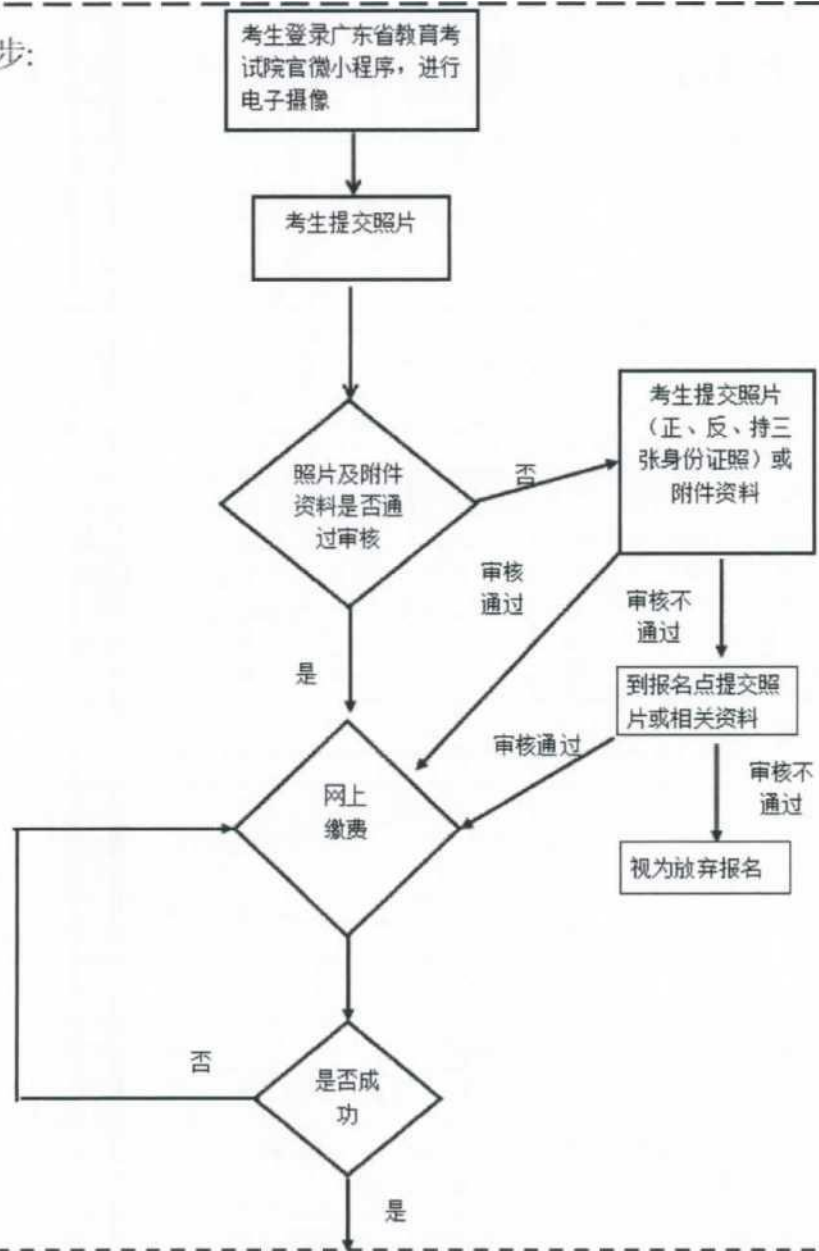 步:
考生登录广东省教育考
试院官微小程序，进行
电子摄像
考生提交照片
照片及附件
资料是否通
过审核
否
考生提交照片
（正、反、持三
张身份证照）或
附件资料
审核
通过
审核不
通过
是
到报名点提交照
片或相关资料
审核通过
审核不
通过
网上
缴费
视为放弃报名
否
是否成
功
是